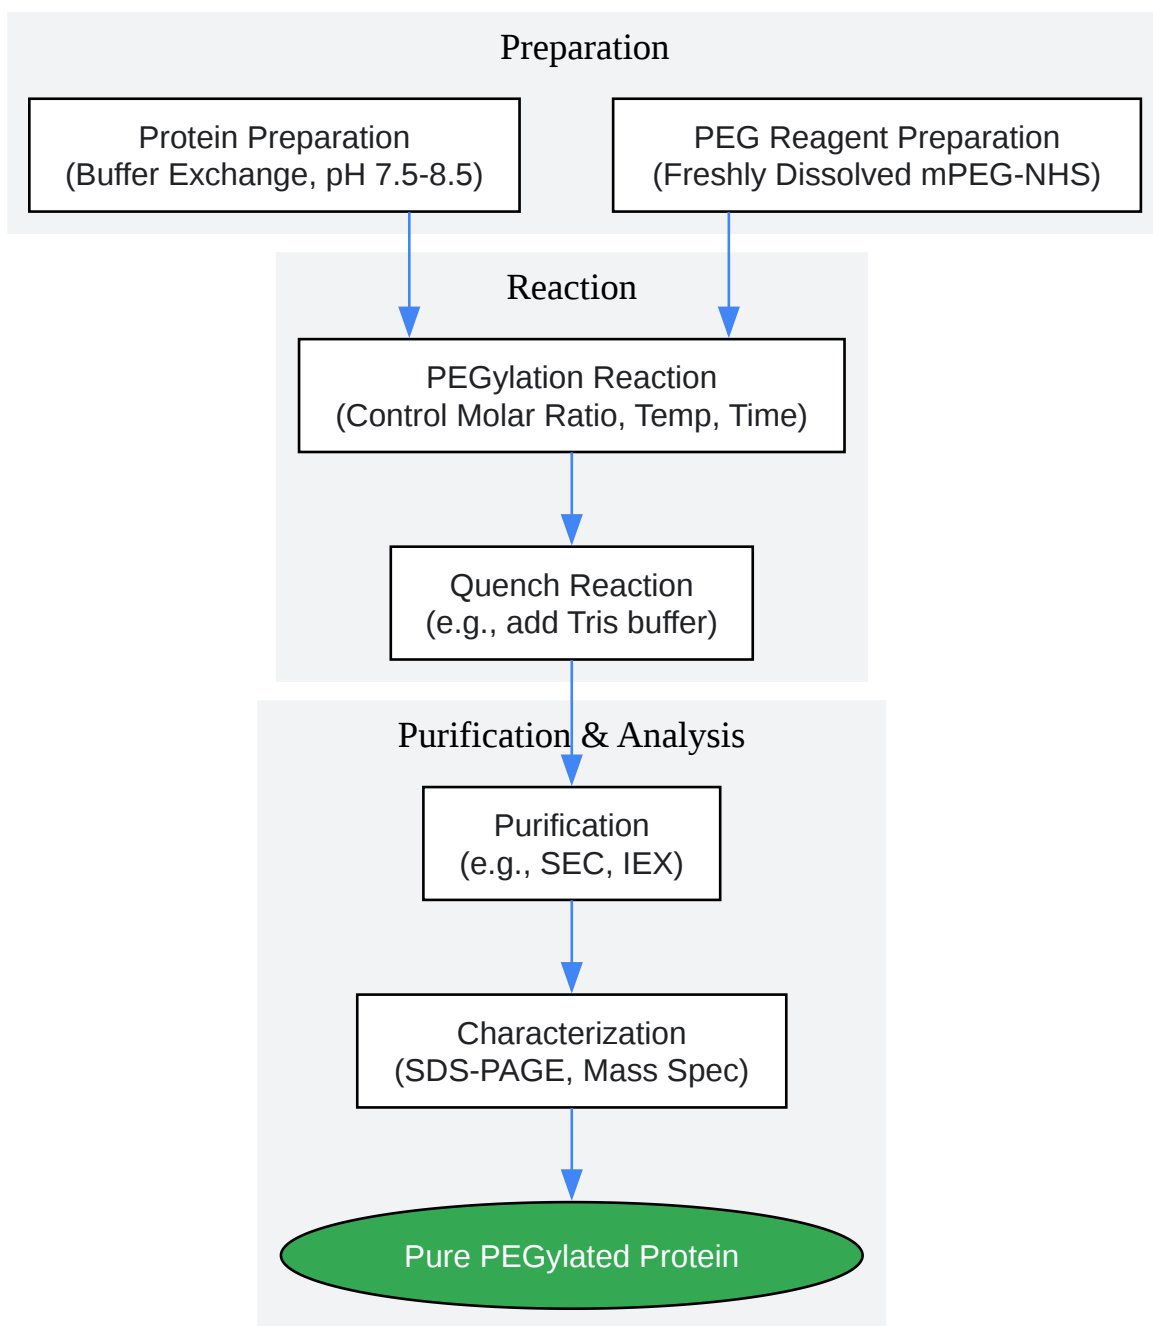 Preparation
Protein Preparation
(Buffer Exchange, pH 7.5-8.5)
PEG Reagent Preparation
(Freshly Dissolved mPEG-NHS)
Reaction
PEGylation Reaction
(Control Molar Ratio, Temp, Time)
Quench Reaction
(e.g., add Tris buffer)
Purification & Analysis
Purification
(e.g., SEC, IEX)
Characterization
(SDS-PAGE, Mass Spec)
Pure PEGylated Protein